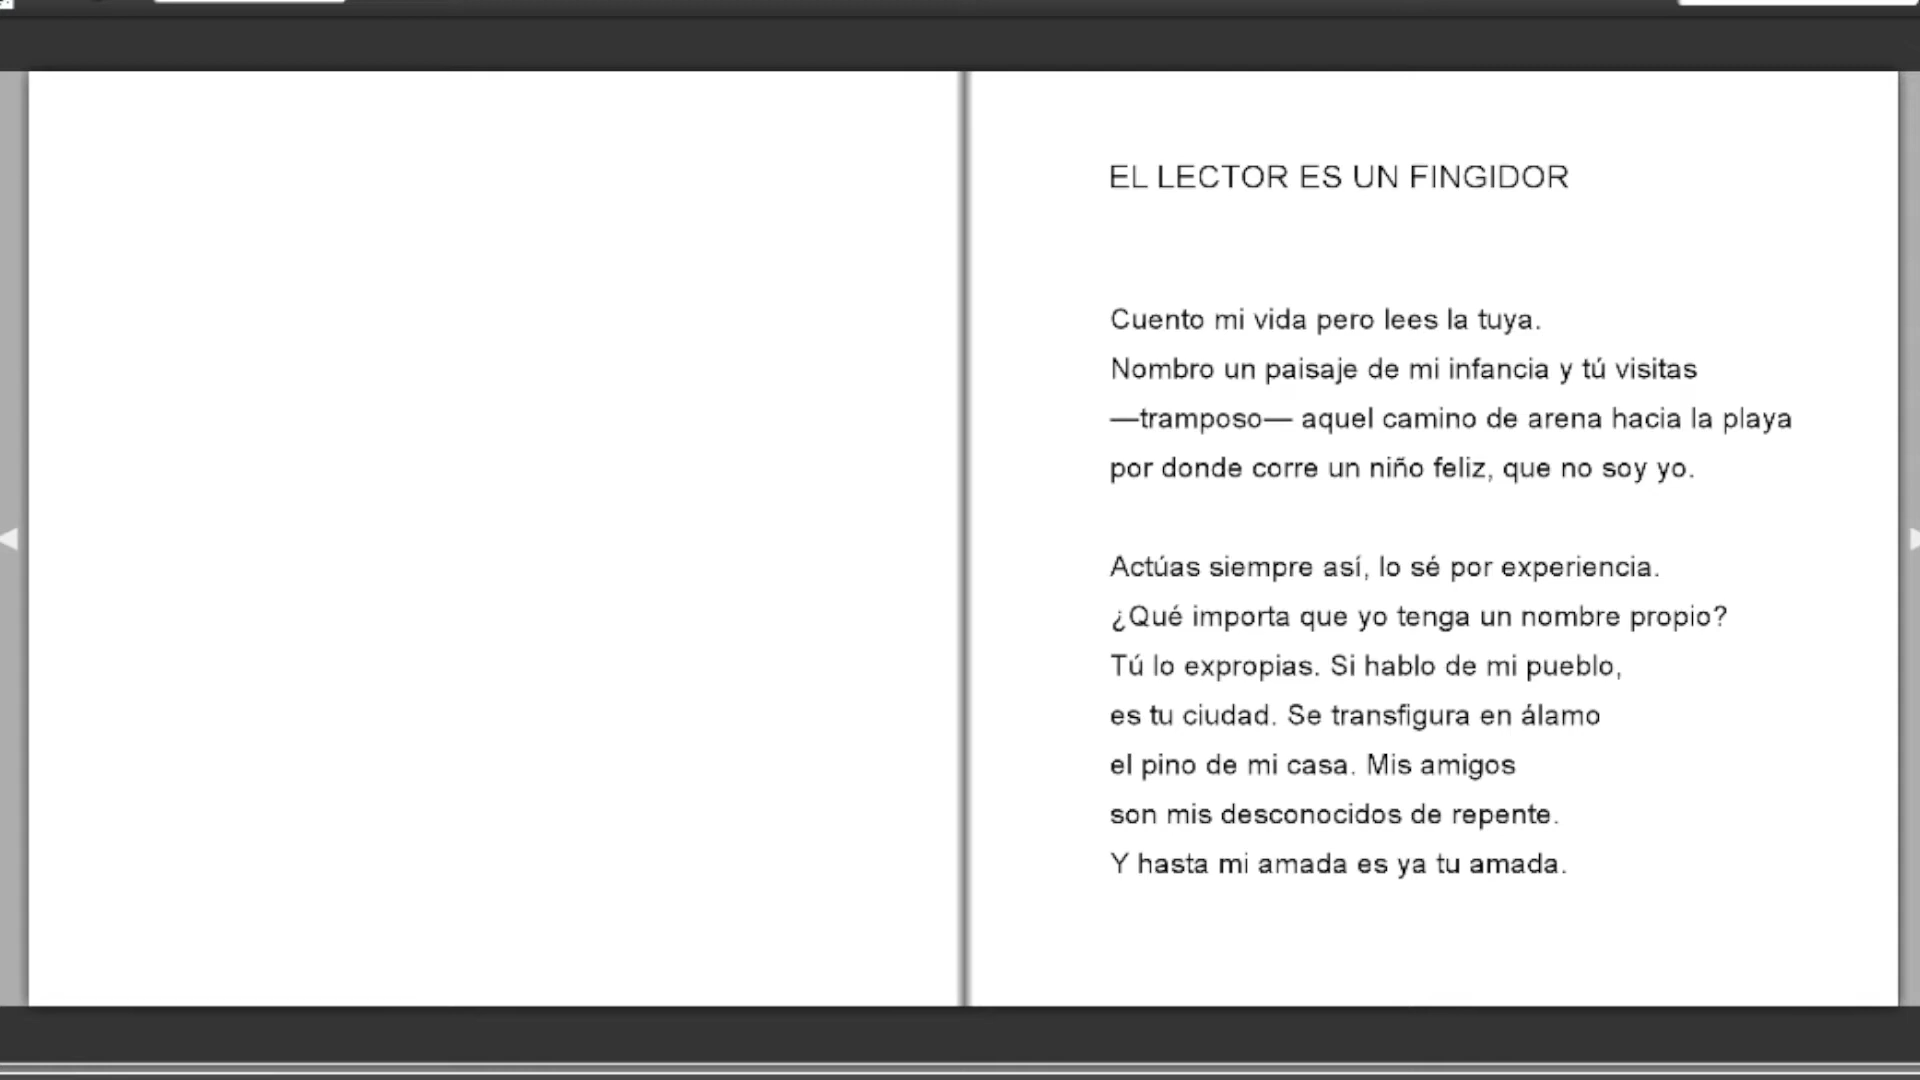 EL LECTOR ES UN FINGIDOR
Cuento mi vida pero lees la tuya.
Nombro un paisaje de mi infancia y tú visitas
—tramposo— aquel camino de arena hacia la playa
por donde corre un niño feliz, que no soy yo.
Actúas siempre así, lo sé por experiencia.
¿Qué importa que yo tenga un nombre propio?
Tú lo expropias. Si hablo de mi pueblo,
es tu ciudad. Se transfigura en álamo
el pino de mi casa. Mis amigos
son mis desconocidos de repente.
Y hasta mi amada es ya tu amada.